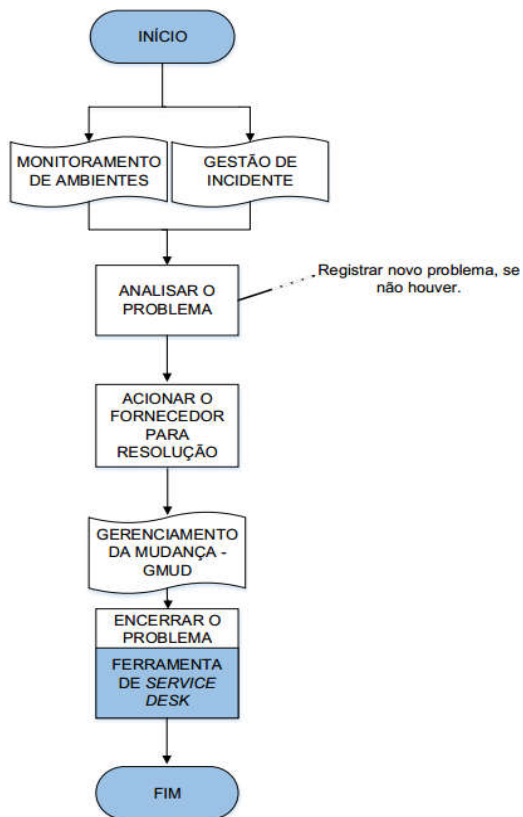 INÍCIO
MONITORAMENTO
DE AMBIENTES
GESTÃO DE
INCIDENTE
ANALISAR O
PROBLEMA
Registrar novo problema, se
não houver.
ACIONAR O
FORNECEDOR
PARA
RESOLUÇÃO
GERENCIAMENTO
DA MUDANÇA -
GMUD
ENCERRAR O
PROBLEMA
FERRAMENTA
DE SERVICE
DESK
FIM